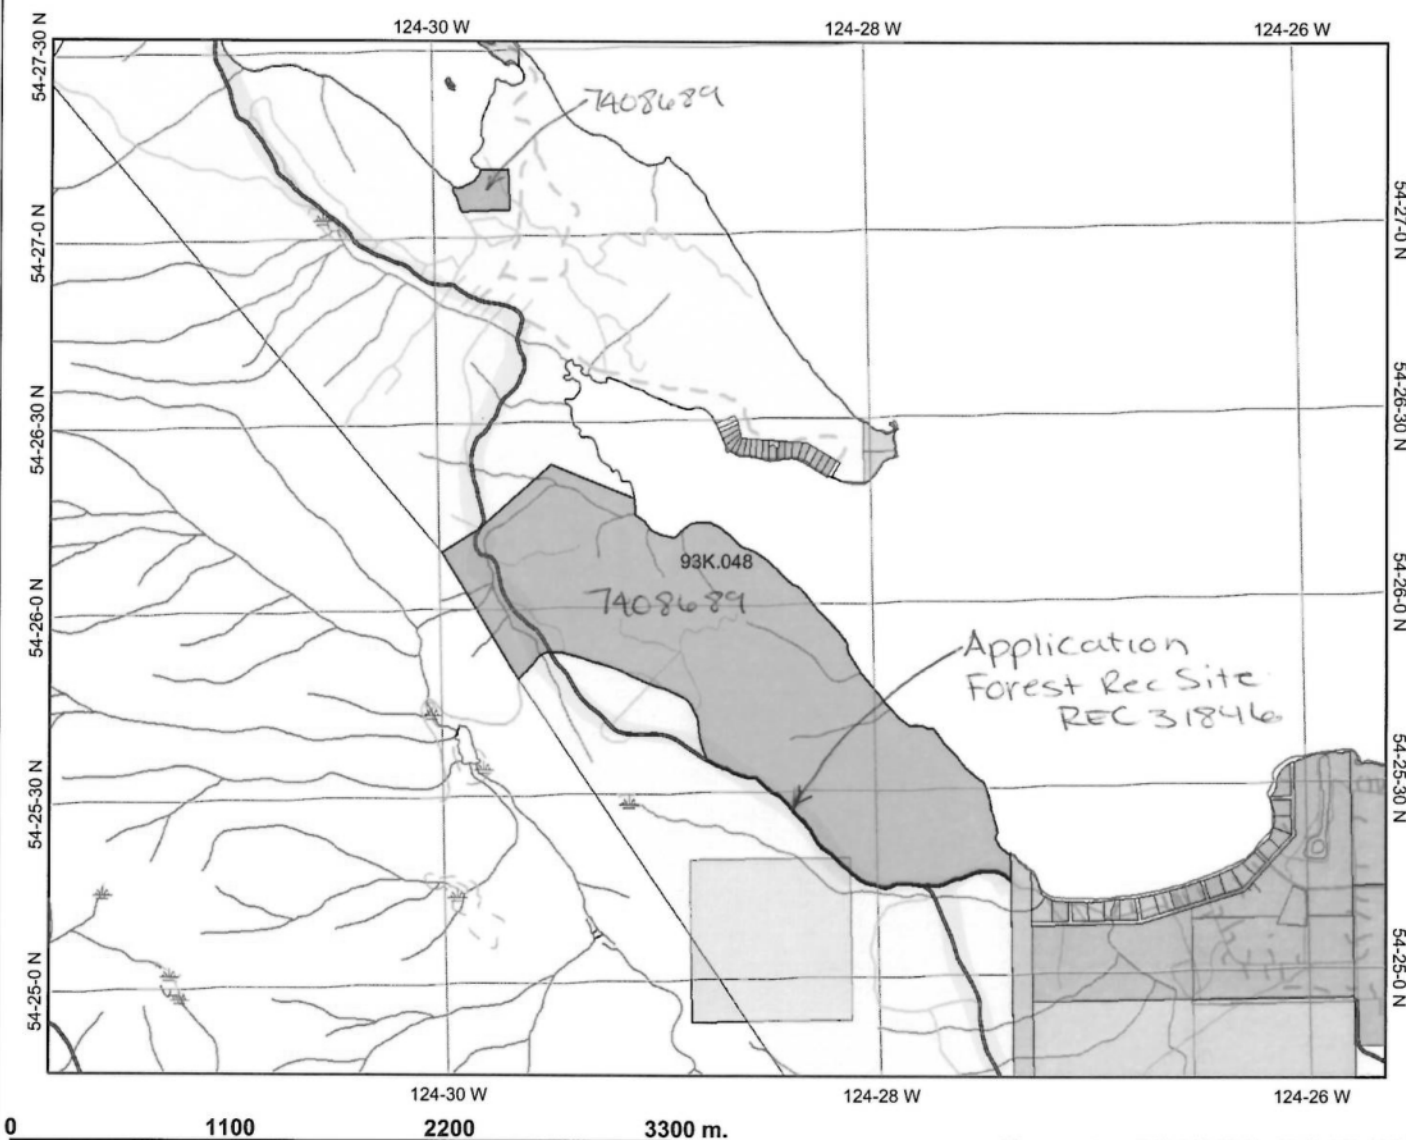 124-30 W
124-28 W
124-26 W
54-27-30 N
7408689
54-27-0 N
54-27-0 N
54-26-30 N
54-26-30 N
93K.048
7408689
54-26-0 N
54-26-0 N
Application
Forest Rec Site
REC 31846
54-25-30 N
54-25-30 N
54-25-0 N
54-25-0 N
124-30 W
124-28 W
124-26 W
0 1100 2200 3300 m.